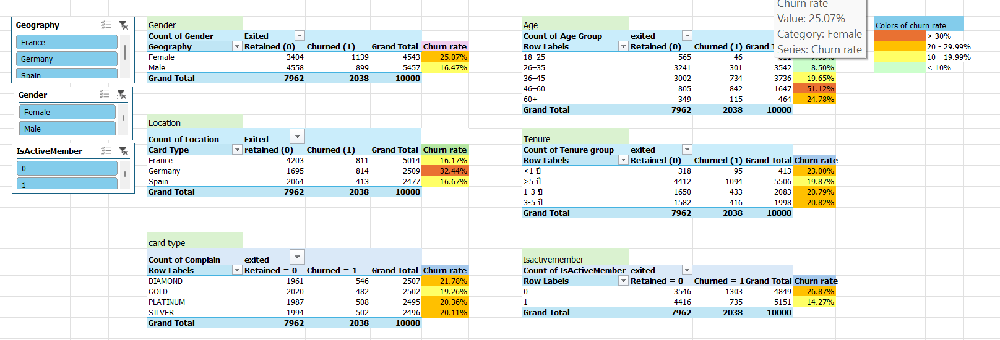 Geography
France
Germany
Spain
Gender
Female
Male
IsActiveMember
0
1
Gender
Count of Gender Exited
Geography Retained (0) Churned (1) Grand Total Churn rate
Female 3404 1139 4543 25.07%
Male 4558 899 5457 16.47%
Grand Total 7962 2038 10000
Location
Count of Location Exited
Card Type retained (0) Churned (1) Grand Total Churn rate
France 4203 811 5014 16.17%
Germany 1695 814 2509 32.44%
Spain 2064 413 2477 16.67%
Grand Total 7962 2038 10000
card type
Count of Complain exited
Row Labels Retained = 0 Churned = 1 Grand Total Churn rate
DIAMOND 1961 546 2507 21.78%
GOLD 2020 482 2502 19.26%
PLATINUM 1987 508 2495 20.36%
SILVER 1994 502 2496 20.11%
Grand Total 7962 2038 10000
Age
Count of Age Group exited
Row Labels Retained (0) Churned (1) Grand
18–25 565 46
26–35 3241 301 3542 8.50%
36–45 3002 734 3736 19.65%
46–60 805 842 1647 51.12%
60+ 349 115 464 24.78%
Grand Total 7962 2038 10000
Churn rate
Value: 25.07%
Category: Female
Series: Churn rate
Tenure
Count of Tenure group exited
Row Labels Retained (0) Churned (1) Grand Total Churn rate
<1 ปี 318 95 413 23.00%
>5 ปี 4412 1094 5506 19.87%
1-3 ปี 1650 433 2083 20.79%
3-5 ปี 1582 416 1998 20.82%
Grand Total 7962 2038 10000
Isactivemember
Count of IsActiveMember exited
Row Labels Retained = 0 Churned = 1 Grand Total Churn rate
0 3546 1303 4849 26.87%
1 4416 735 5151 14.27%
Grand Total 7962 2038 10000
Colors of churn rate
> 30%
20 - 29.99%
10 - 19.99%
< 10%